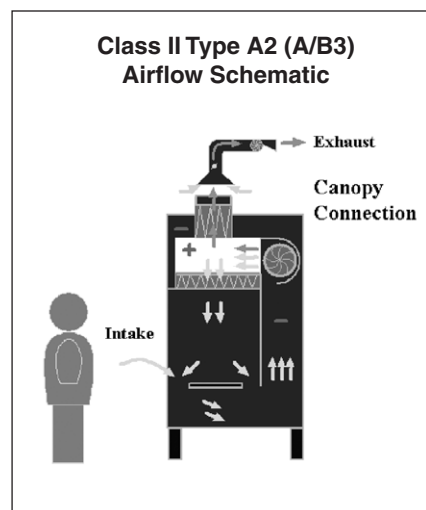 Class II Type A2 (A/B3)
Airflow Schematic
Exhaust
Canopy
Connection
Intake